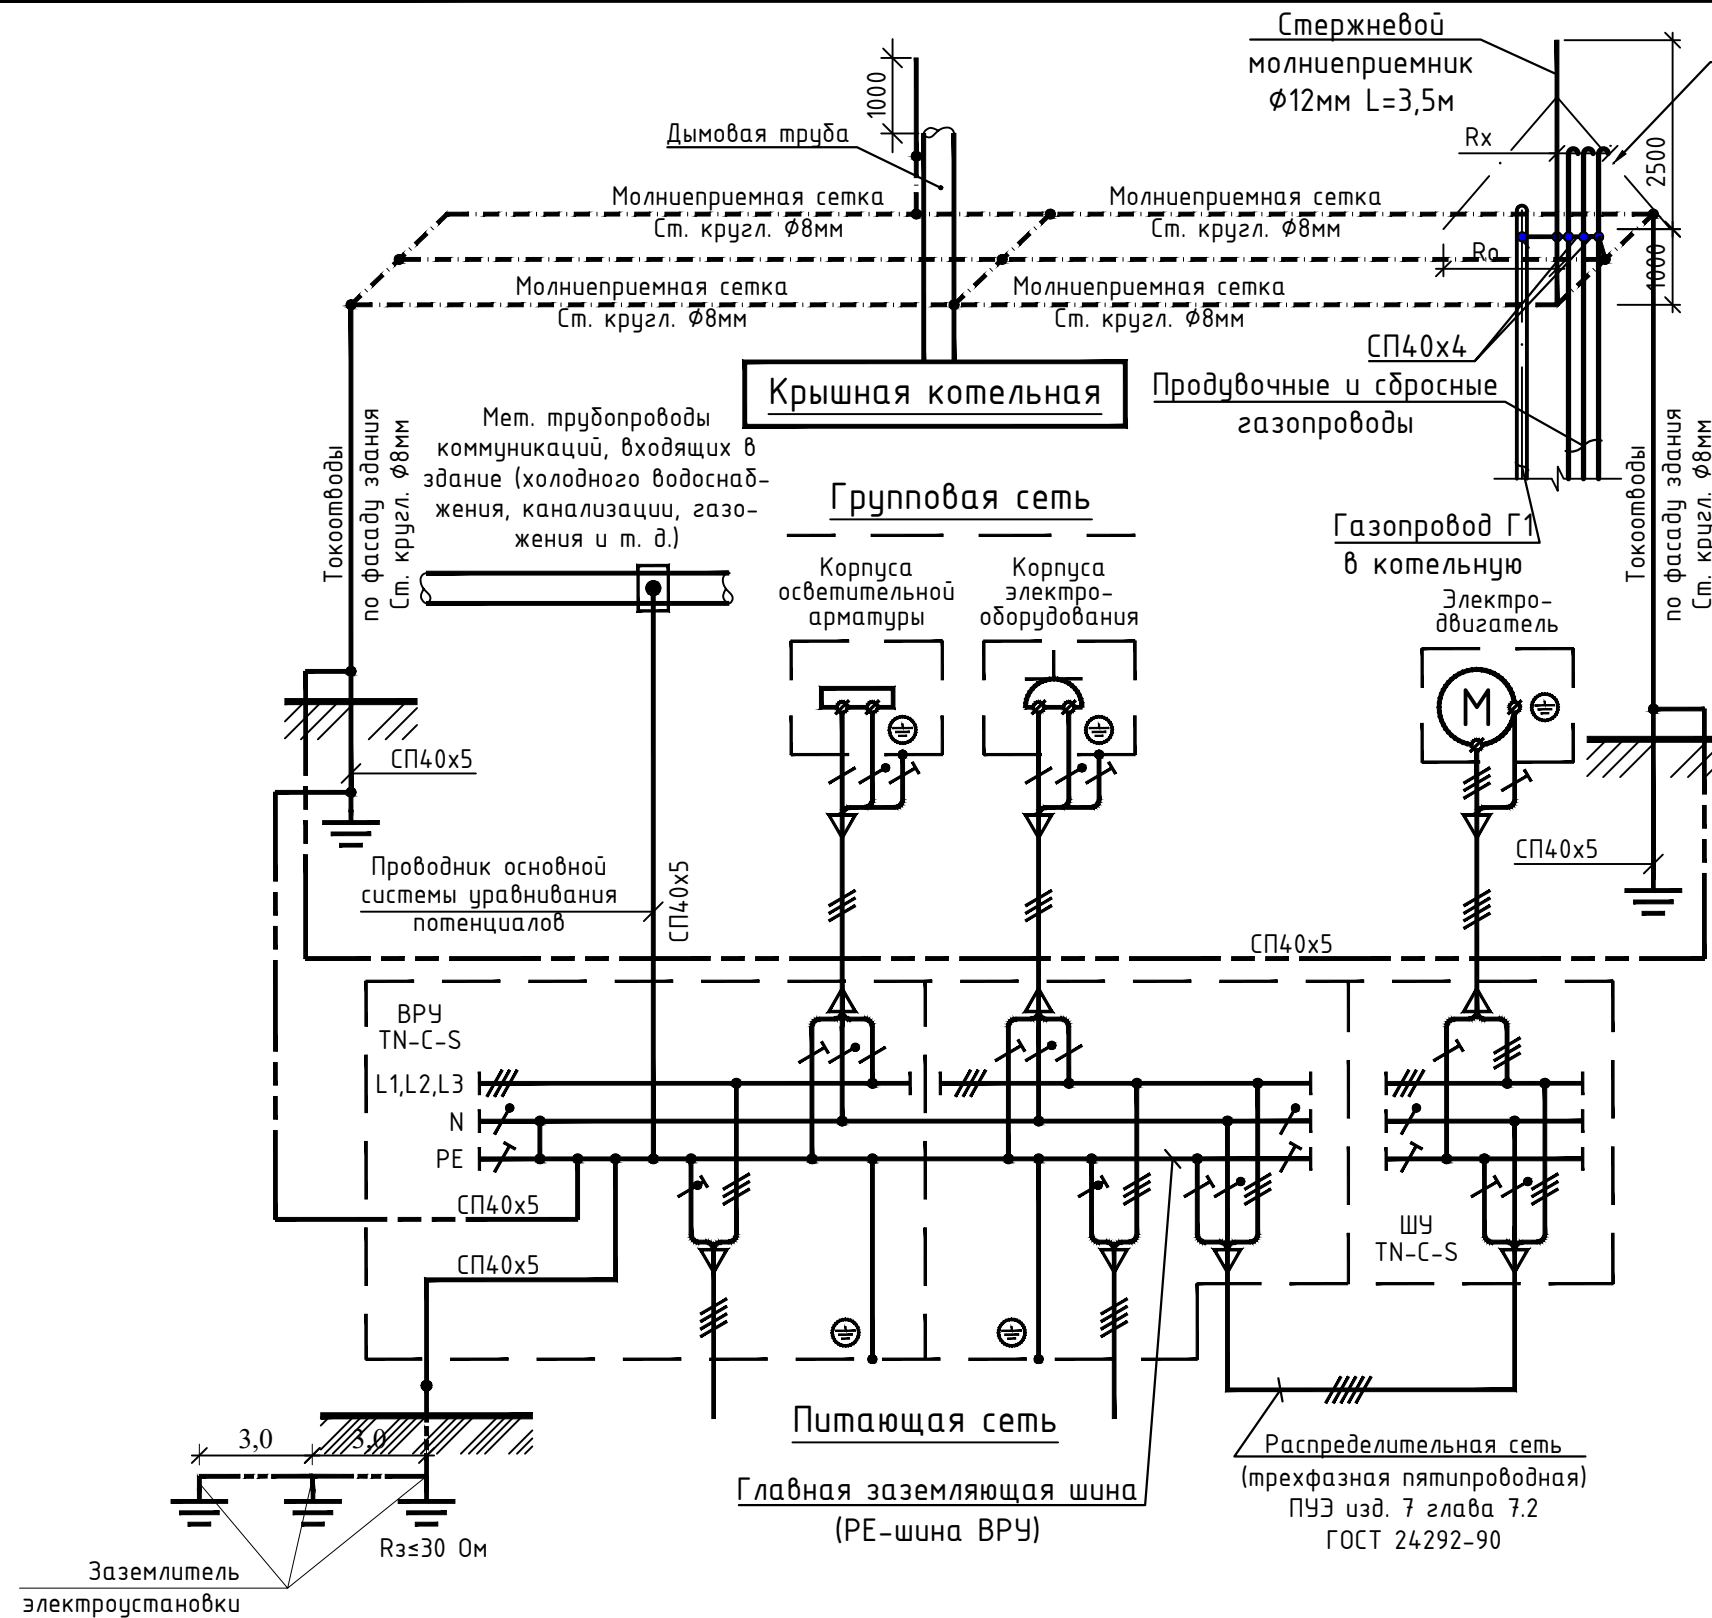 Стержневой
молниеприемник
Ф12мм L=3,5м
1000
Дымовая труба
Rx
2500
Молниеприемная сетка
Ст. кругл. Ф8мм
Молниеприемная сетка
Ст. кругл. Ф8мм
Ro
1000
Молниеприемная сетка
Ст. кругл. Ф8мм
Молниеприемная сетка
Ст. кругл. Ф8мм
СП40х4
Крышная котельная
Продувочные и сбросные
газопроводы
Токоотводы
по фасаду здания
Ст. кругл. Ф8мм
Мет. трубопроводы
коммуникаций, входящих в
здание (холодного водоснаб-
жения, канализации, газо-
жения и т. д.)
Групповая сеть
Газопровод Г1
в котельную
Токоотводы
по фасаду здания
Ст. кругл. Ф8мм
Корпуса
осветительной
арматуры
Корпуса
электро-
оборудования
Электро-
двигатель
М
СП40х5
СП40х5
Проводник основной
системы уравнивания
потенциалов
СП40х5
СП40х5
ВРУ
TN-C-S
L1,L2,L3
N
PE
СП40х5
СП40х5
ШУ
TN-C-S
Питающая сеть
3,0
3,0
Главная заземляющая шина
(РЕ-шина ВРУ)
Распределительная сеть
(трехфазная пятипроводная)
ПУЭ изд. 7 глава 7.2
ГОСТ 24292-90
Rз≤30 Ом
Заземлитель
электроустановки